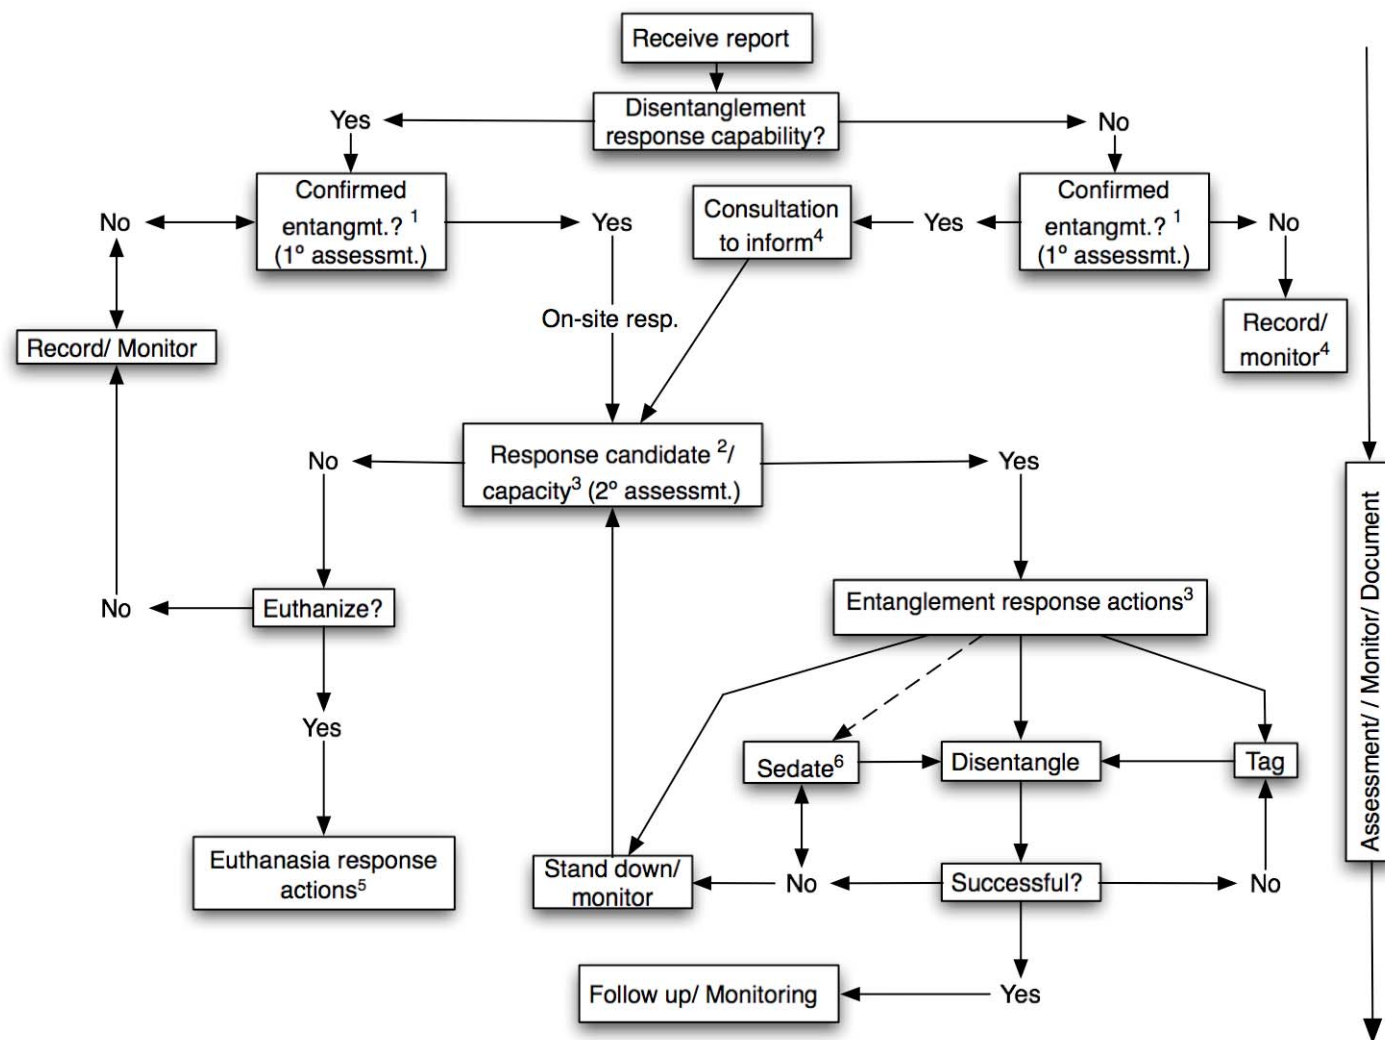 Receive report
Disentanglement
response capability?
Yes
No
Confirmed
entangmt.? 1
(1º assessmt.)
No
Yes
Consultation
to inform4
Yes
Confirmed
entangmt.? 1
(1º assessmt.)
No
On-site resp.
Record/ Monitor
Record/
monitor4
Response candidate 2/
capacity3 (2º assessmt.)
No
Yes
Assessment/ / Monitor/ Document
No
Euthanize?
Entanglement response actions3
Yes
Sedate6
Disentangle
Tag
Euthanasia response
actions5
Stand down/
monitor
No
Successful?
No
Follow up/ Monitoring
Yes